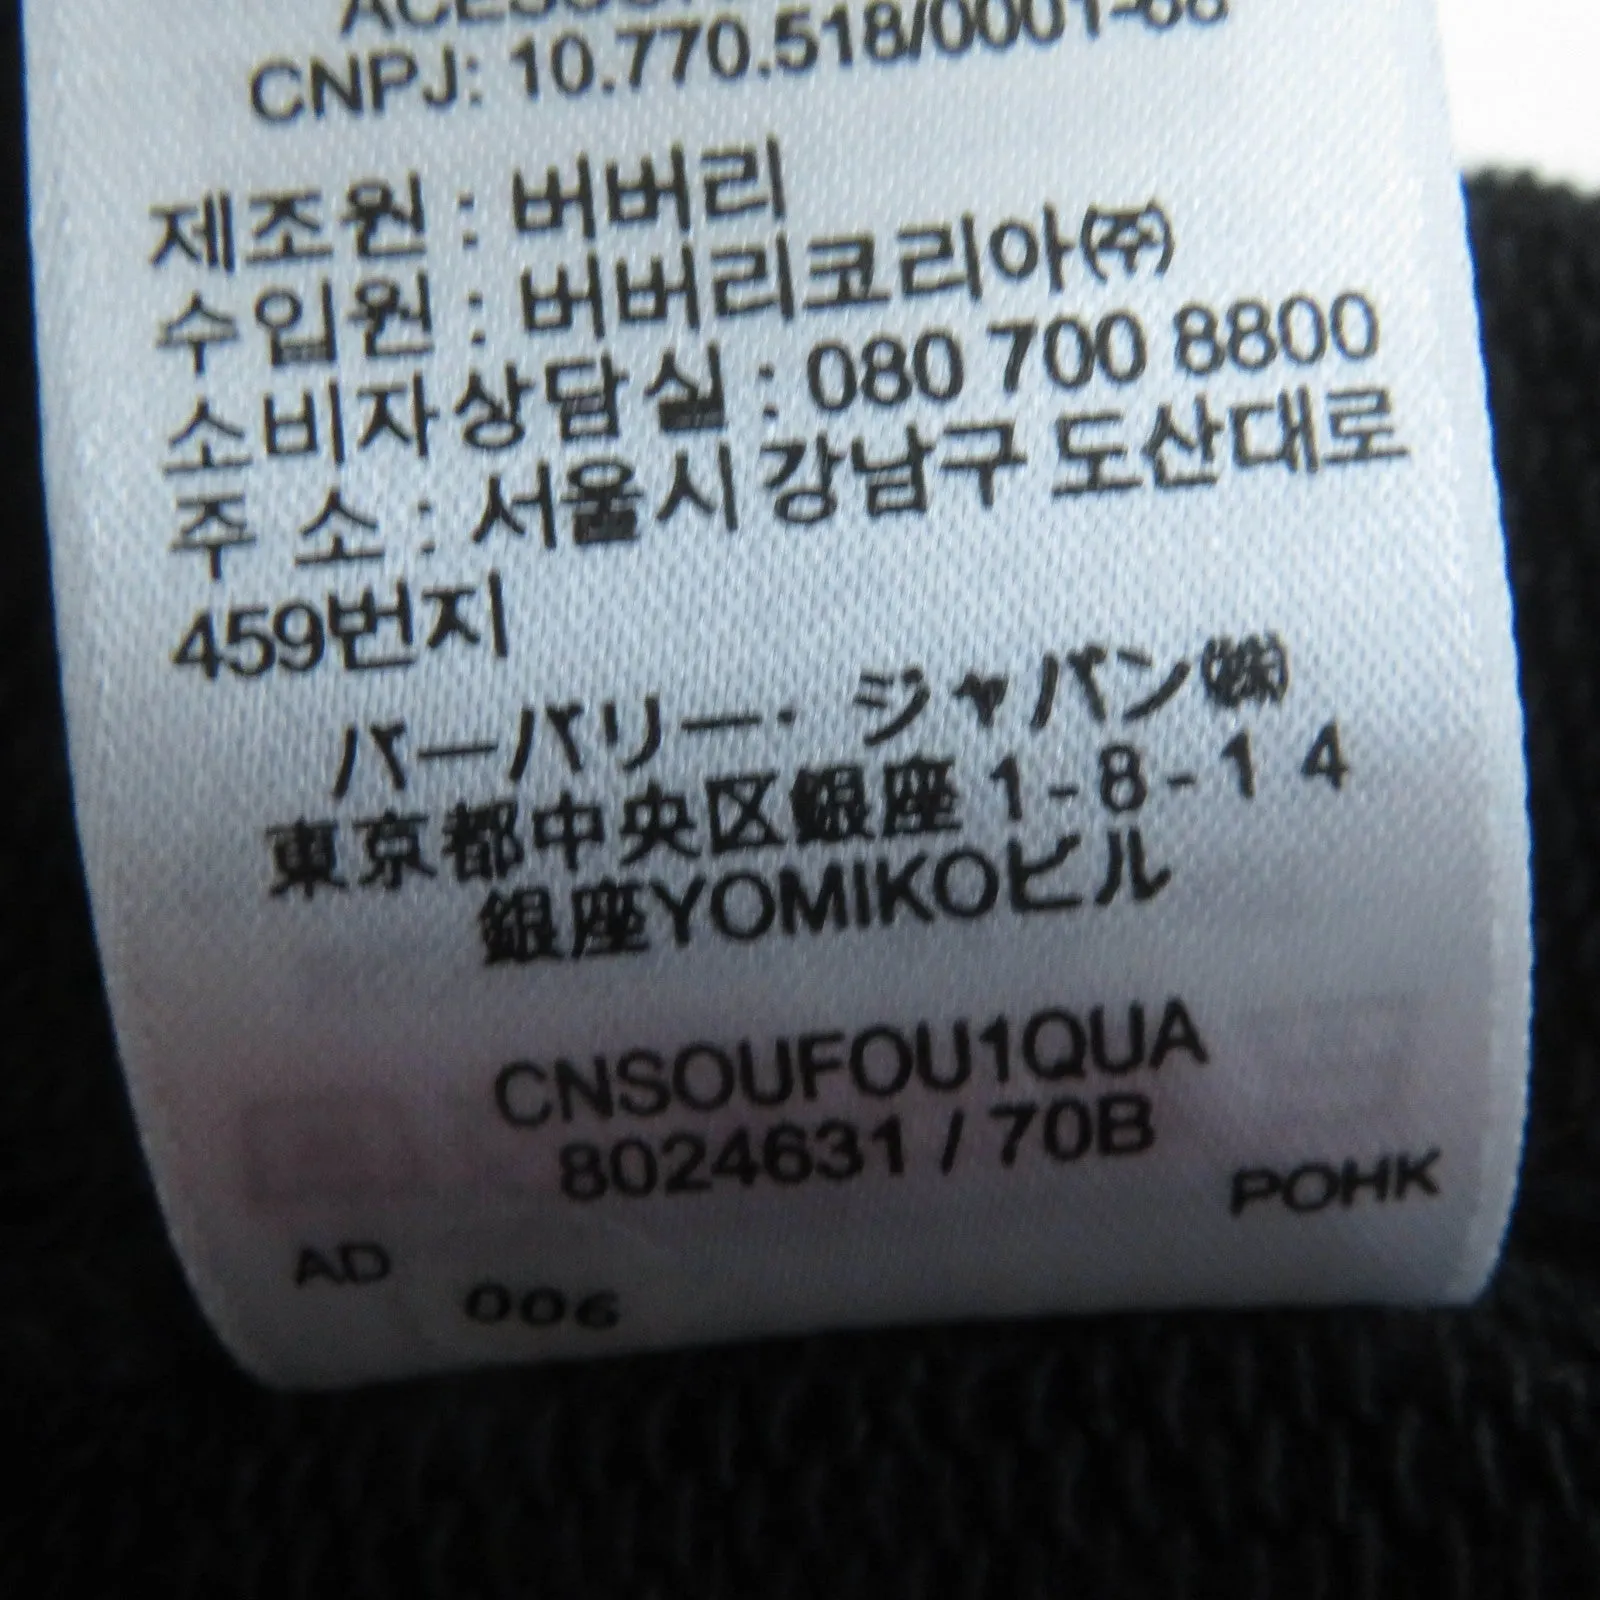 CNPJ: 10.770.518/0001-66
제조원 : 버버리
수입원 : 버버리코리아㈜
소비자상담실 : 080 700 8800
주 소 : 서울시 강남구 도산대로
459번지
バーバリー・ジャパン㈱
東京都中央区銀座 1-8-14
銀座YOMIKOビル
CNSOUFOU1QUA
8024631 / 70B
POHK
AD
006